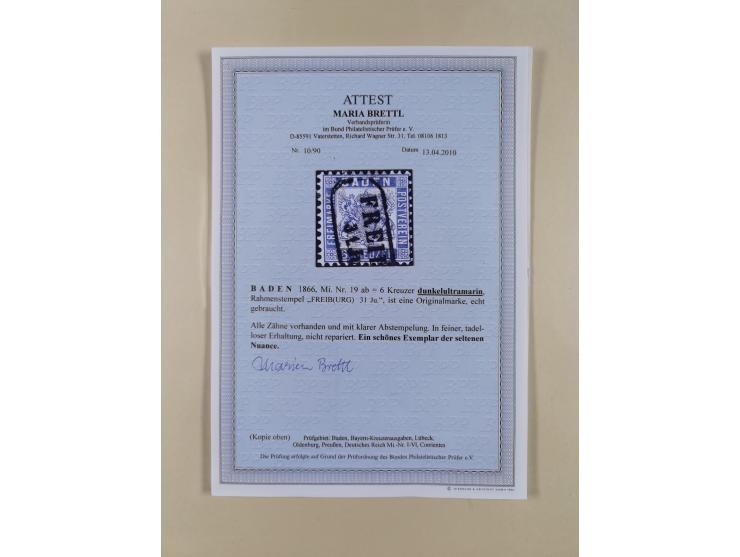 ATTEST
MARIA BRETTL
Verbandsprüferin
im Bund Philatelistischer Prüfer e. V.
D-85591 Vaterstetten, Richard Wagner Str. 31, Tel. 08106 1813
Nr. 10/90 Datum 13.04.2010
BADEN
FREIMARKE
POSTVEREIN
FREIB
31
BADEN 1866, Mi. Nr. 19 ab = 6 Kreuzer dunkelultramarin,
Rahmenstempel „FREIB(URG) 31 Ju.“, ist eine Originalmarke, echt
gebraucht.
Alle Zähne vorhanden und mit klarer Abstempelung. In feiner, tadel-
loser Erhaltung, nicht repariert. Ein schönes Exemplar der seltenen
Nuance.
Maria Brettl
(Kopie oben) Prüfgebiet: Baden, Bayern-Kreuzerausgaben, Lübeck,
Oldenburg, Preußen, Deutsches Reich Mi.-Nr. I-VI, Corrientes
Die Prüfung erfolgte auf Grund der Prüfordnung des Bundes Philatelistischer Prüfer e.V.